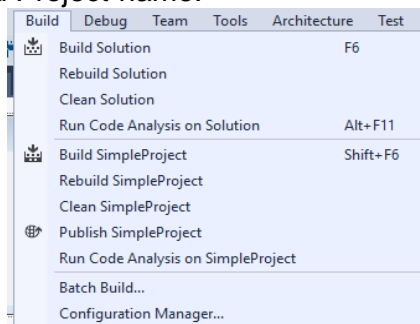 Project name.
Build Debug Team Tools Architecture Test
Build Solution F6
Rebuild Solution
Clean Solution
Run Code Analysis on Solution Alt+F11
Build SimpleProject Shift+F6
Rebuild SimpleProject
Clean SimpleProject
Publish SimpleProject
Run Code Analysis on SimpleProject
Batch Build...
Configuration Manager...